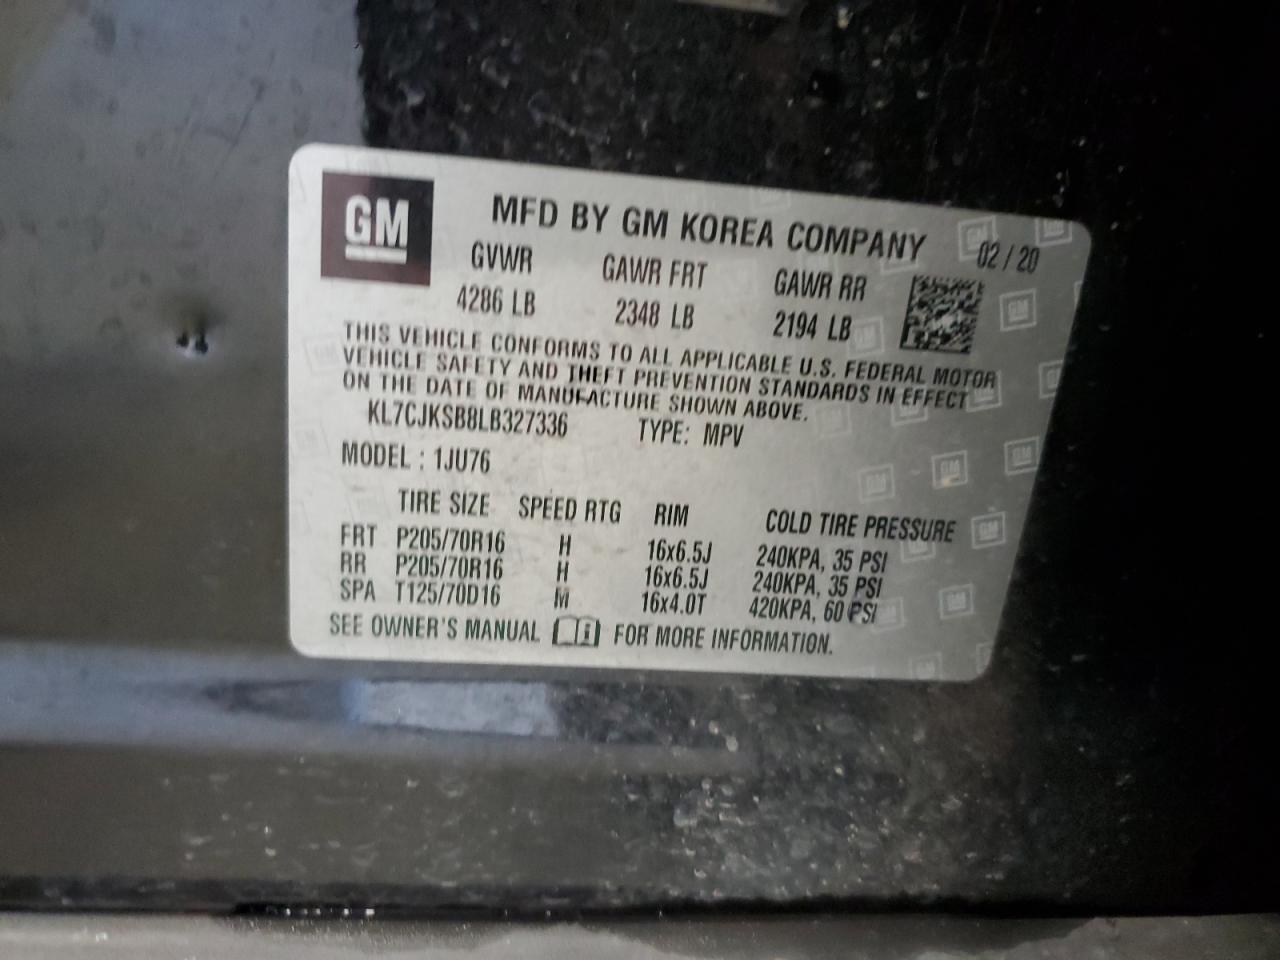 GM
MFD BY GM KOREA COMPANY
02 / 20
GVWR GAWR FRT GAWR RR
4286 LB 2348 LB 2194 LB
THIS VEHICLE CONFORMS TO ALL APPLICABLE U.S. FEDERAL MOTOR
VEHICLE SAFETY AND THEFT PREVENTION STANDARDS IN EFFECT
ON THE DATE OF MANUFACTURE SHOWN ABOVE.
KL7CJKSB8LB327336 TYPE: MPV
MODEL : 1JU76
TIRE SIZE SPEED RTG RIM COLD TIRE PRESSURE
FRT P205/70R16 H 16x6.5J 240KPA, 35 PSI
RR P205/70R16 H 16x6.5J 240KPA, 35 PSI
SPA T125/70D16 M 16x4.0T 420KPA, 60 PSI
SEE OWNER'S MANUAL i FOR MORE INFORMATION.